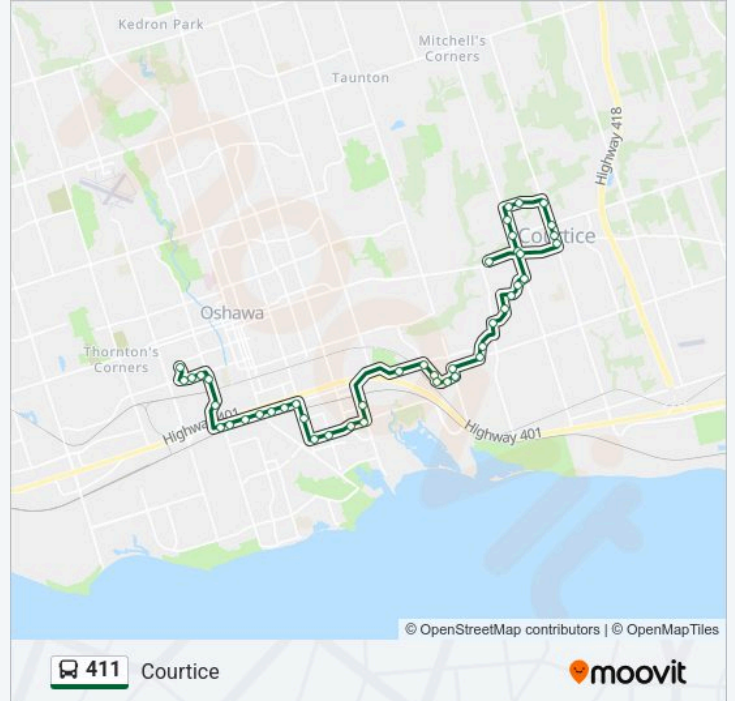 Kedron Park
Mitchell's
Corners
Taunton
Highway 418
Courtice
Oshawa
Thornton's
Corners
Highway 401
Highway 401
© OpenStreetMap contributors | © OpenMapTiles
411 Courtice
moovit